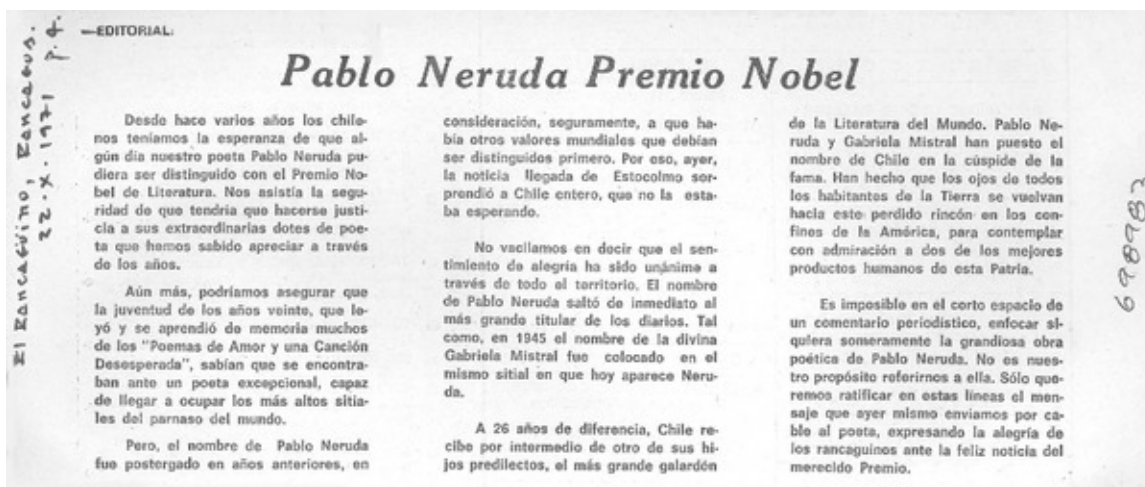 —EDITORIAL:
Pablo Neruda Premio Nobel
Desde hace varios años los chile-
nos teníamos la esperanza de que al-
gún día nuestro poeta Pablo Neruda pu-
diera ser distinguido con el Premio No-
bel de Literatura. Nos asistía la segu-
ridad de que tendría que hacerse justi-
cia a sus extraordinarias dotes de poe-
ta que hemos sabido apreciar a través
de los años.
Aún más, podríamos asegurar que
la juventud de los años veinte, que le-
yó y se aprendió de memoria muchos
de los "Poemas de Amor y una Canción
Desesperada", sabían que se encontra-
ban ante un poeta excepcional, capaz
de llegar a ocupar los más altos sitia-
les del parnaso del mundo.
Pero, el nombre de Pablo Neruda
fue postergado en años anteriores, en
consideración, seguramente, a que ha-
bía otros valores mundiales que debían
ser distinguidos primero. Por eso, ayer,
la noticia llegada de Estocolmo sor-
prendió a Chile entero, que no la esta-
ba esperando.
No vacilamos en decir que el sen-
timiento de alegría ha sido unánime a
través de todo el territorio. El nombre
de Pablo Neruda saltó de inmediato al
más grande titular de los diarios. Tal
como, en 1945 el nombre de la divina
Gabriela Mistral fue colocado en el
mismo sitial en que hoy aparece Neru-
da.
A 26 años de diferencia, Chile re-
cibe por intermedio de otro de sus hi-
jos predilectos, el más grande galardón
de la Literatura del Mundo. Pablo Ne-
ruda y Gabriela Mistral han puesto el
nombre de Chile en la cúspide de la
fama. Han hecho que los ojos de todos
los habitantes de la Tierra se vuelvan
hacia este perdido rincón en los con-
fines de la América, para contemplar
con admiración a dos de los mejores
productos humanos de esta Patria.
Es imposible en el corto espacio de
un comentario periodístico, enfocar si-
quiera someramente la grandiosa obra
poética de Pablo Neruda. No es nues-
tro propósito referirnos a ella. Sólo que-
remos ratificar en estas líneas el men-
saje que ayer mismo enviamos por ca-
ble al poeta, expresando la alegría de
los rancaguinos ante la feliz noticia del
merecido Premio.
El Rancagüino, Rancagua.
22.X.1971 p.4
698982